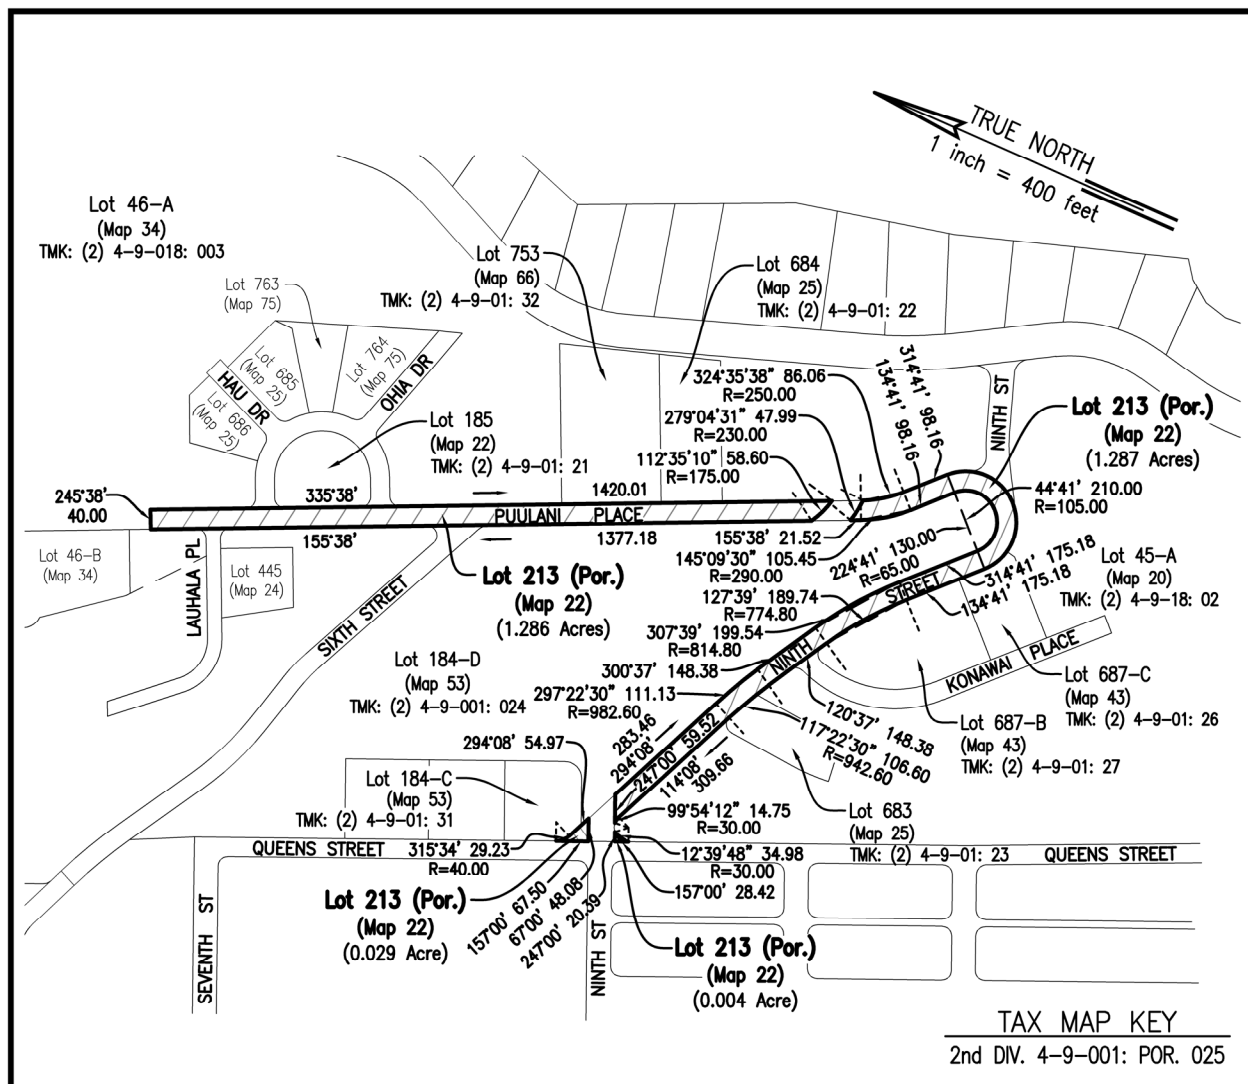 TRUE NORTH
1 inch = 400 feet
Lot 46-A
(Map 34)
TMK: (2) 4-9-018: 003
Lot 763
(Map 75)
Lot 753
(Map 66)
TMK: (2) 4-9-01: 32
Lot 684
(Map 25)
TMK: (2) 4-9-01: 22
Lot 685
(Map 25)
Lot 764
(Map 75)
HAU DR
OHIA DR
Lot 686
(Map 25)
Lot 185
(Map 22)
TMK: (2) 4-9-01: 21
324°35'38" 86.06
R=250.00
279°04'31" 47.99
R=230.00
112°35'10" 58.60
R=175.00
314°41' 98.16
134°41' 98.16
NINTH ST
Lot 213 (Por.)
(Map 22)
(1.287 Acres)
44°41' 210.00
R=105.00
245°38'
40.00
335°38'
1420.01
PUULANI PLACE
155°38'
1377.18
155°38' 21.52
145°09'30" 105.45
R=290.00
224°41' 130.00
R=65.00
127°39' 189.74
R=774.80
STREET
314°41' 175.18
134°41' 175.18
Lot 45-A
(Map 20)
TMK: (2) 4-9-18: 02
Lot 46-B
(Map 34)
LAUHALA PL
Lot 445
(Map 24)
SIXTH STREET
Lot 213 (Por.)
(Map 22)
(1.286 Acres)
307°39' 199.54
R=814.80
NINTH
300°37' 148.38
297°22'30" 111.13
R=982.60
Lot 184-D
(Map 53)
TMK: (2) 4-9-001: 024
KONAWAI PLACE
Lot 687-C
(Map 43)
TMK: (2) 4-9-01: 26
Lot 687-B
(Map 43)
TMK: (2) 4-9-01: 27
120°37' 148.38
117°22'30" 106.60
R=942.60
283.46
294°08'
247°00' 59.52
114°08'
309.66
294°08' 54.97
Lot 184-C
(Map 53)
TMK: (2) 4-9-01: 31
99°54'12" 14.75
R=30.00
Lot 683
(Map 25)
TMK: (2) 4-9-01: 23
QUEENS STREET
315°34' 29.23
R=40.00
12°39'48" 34.98
R=30.00
QUEENS STREET
157°00' 28.42
157°00' 67.50
67°00' 48.08
247°00' 20.39
Lot 213 (Por.)
(Map 22)
(0.029 Acre)
SEVENTH ST
NINTH ST
Lot 213 (Por.)
(Map 22)
(0.004 Acre)
TAX MAP KEY
2nd DIV. 4-9-001: POR. 025